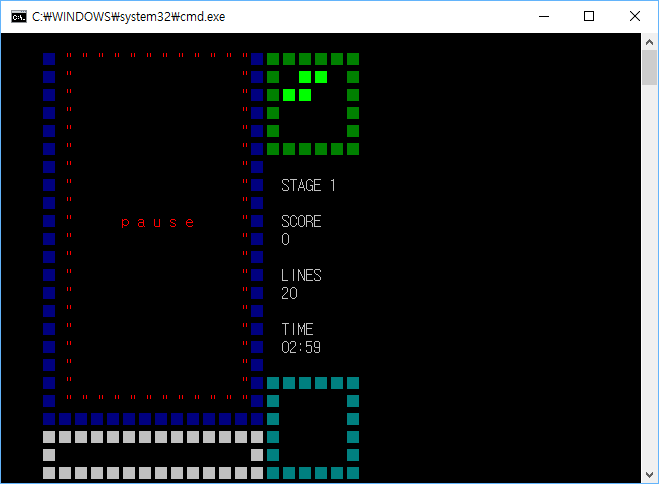 C:₩WINDOWS₩system32₩cmd.exe
pause
STAGE 1
SCORE
0
LINES
20
TIME
02:59